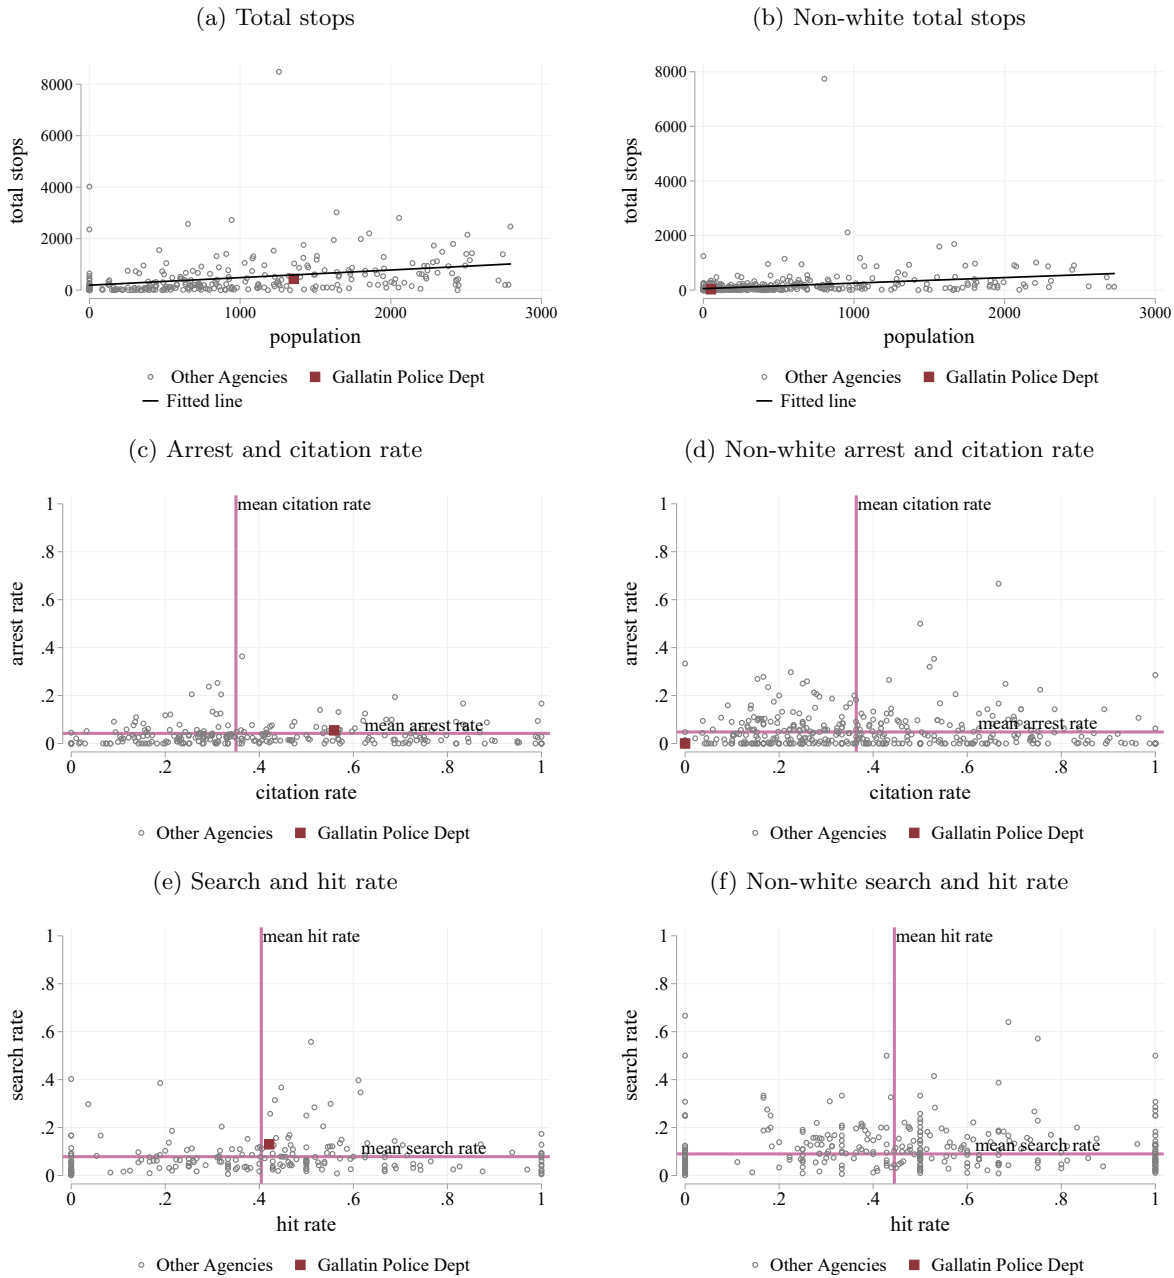 (a) Total stops
(b) Non-white total stops
total stops
8000
6000
4000
2000
0
0 1000 2000 3000
population
Other Agencies Gallatin Police Dept
Fitted line
total stops
8000
6000
4000
2000
0
0 1000 2000 3000
population
Other Agencies Gallatin Police Dept
Fitted line
(c) Arrest and citation rate
(d) Non-white arrest and citation rate
arrest rate
1
.8
.6
.4
.2
0
mean citation rate
mean arrest rate
0 .2 .4 .6 .8 1
citation rate
Other Agencies Gallatin Police Dept
arrest rate
1
.8
.6
.4
.2
0
mean citation rate
mean arrest rate
0 .2 .4 .6 .8 1
citation rate
Other Agencies Gallatin Police Dept
(e) Search and hit rate
(f) Non-white search and hit rate
search rate
1
.8
.6
.4
.2
0
mean hit rate
mean search rate
0 .2 .4 .6 .8 1
hit rate
Other Agencies Gallatin Police Dept
search rate
1
.8
.6
.4
.2
0
mean hit rate
mean search rate
0 .2 .4 .6 .8 1
hit rate
Other Agencies Gallatin Police Dept